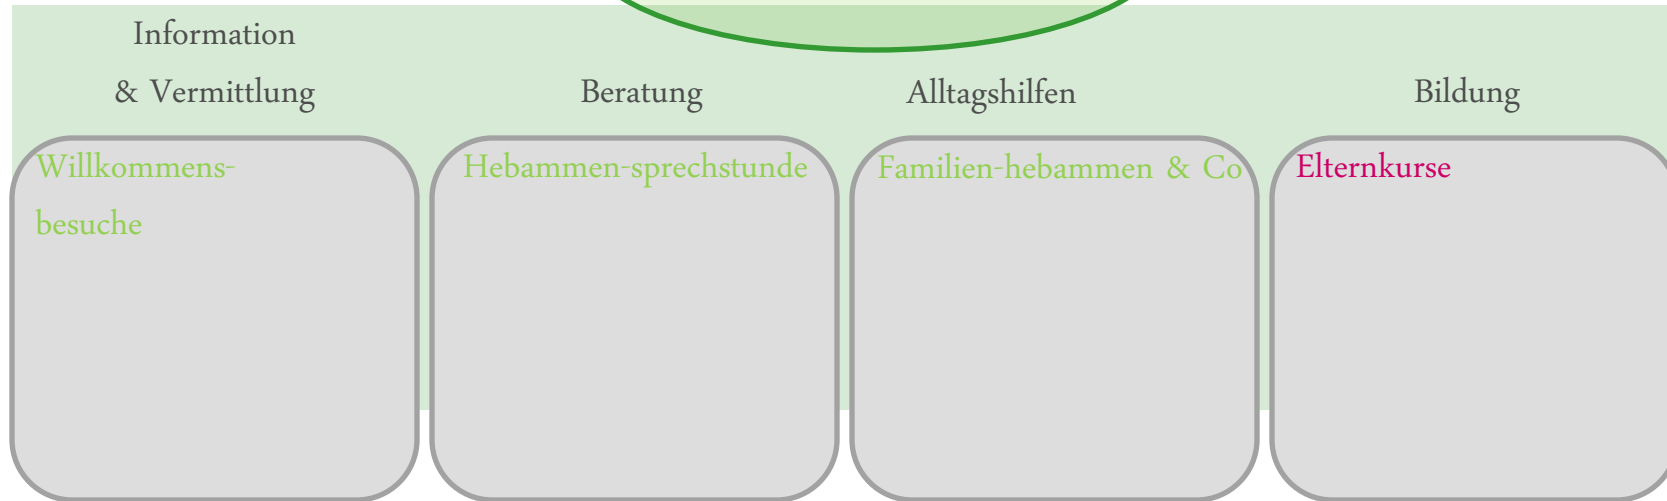 Information
& Vermittlung
Beratung
Alltagshilfen
Bildung
Willkommens-
besuche
Hebammen-sprechstunde
Familien-hebammen & Co
Elternkurse